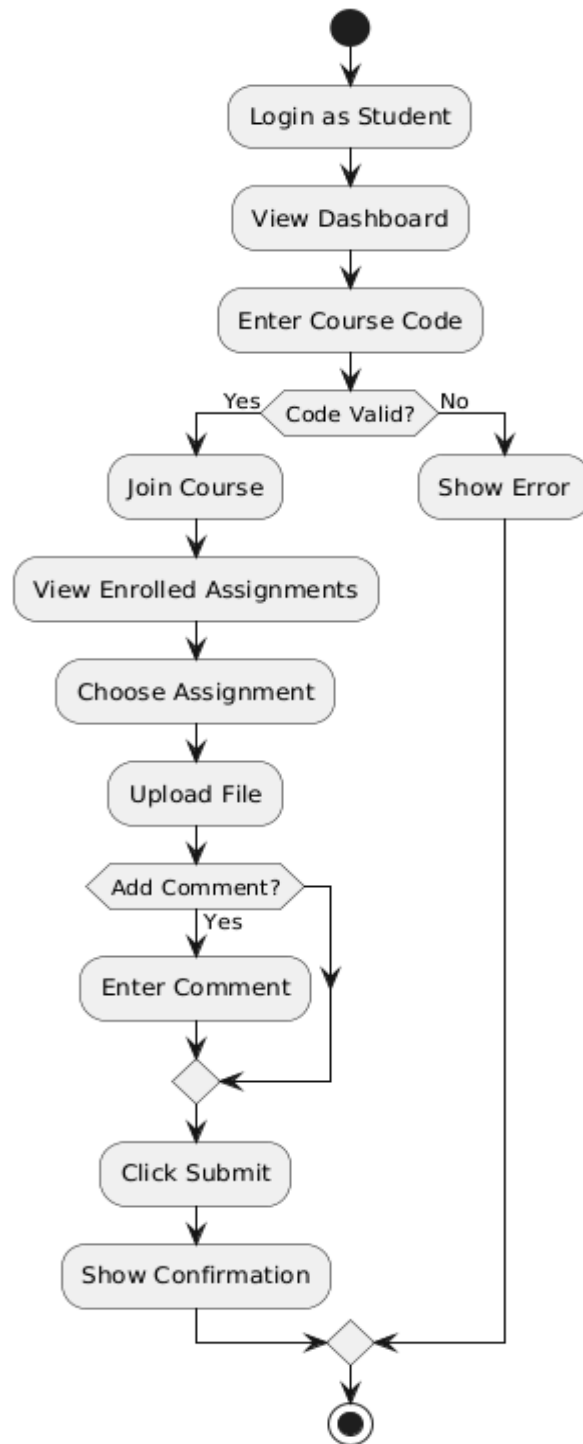 Login as Student
View Dashboard
Enter Course Code
Yes
Code Valid?
No
Join Course
Show Error
View Enrolled Assignments
Choose Assignment
Upload File
Add Comment?
Yes
Enter Comment
Click Submit
Show Confirmation